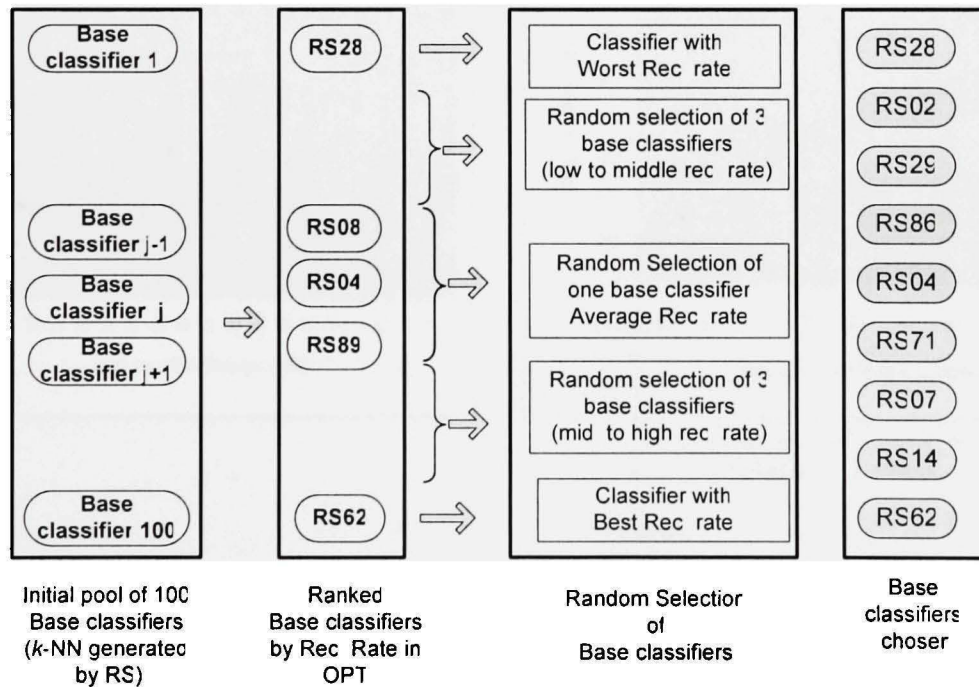 Base
classifier 1
Base
classifier j-1
Base
classifier j
Base
classifier j+1
Base
classifier 100
RS28
RS08
RS04
RS89
RS62
Classifier with
Worst Rec rate
Random selection of 3
base classifiers
(low to middle rec rate)
Random Selection of
one base classifier
Average Rec rate
Random selection of 3
base classifiers
(mid to high rec rate)
Classifier with
Best Rec rate
RS28
RS02
RS29
RS86
RS04
RS71
RS07
RS14
RS62
Initial pool of 100
Base classifiers
(k-NN generated
by RS)
Ranked
Base classifiers
by Rec Rate in
OPT
Random Selection
of
Base classifiers
Base
classifiers
chosen